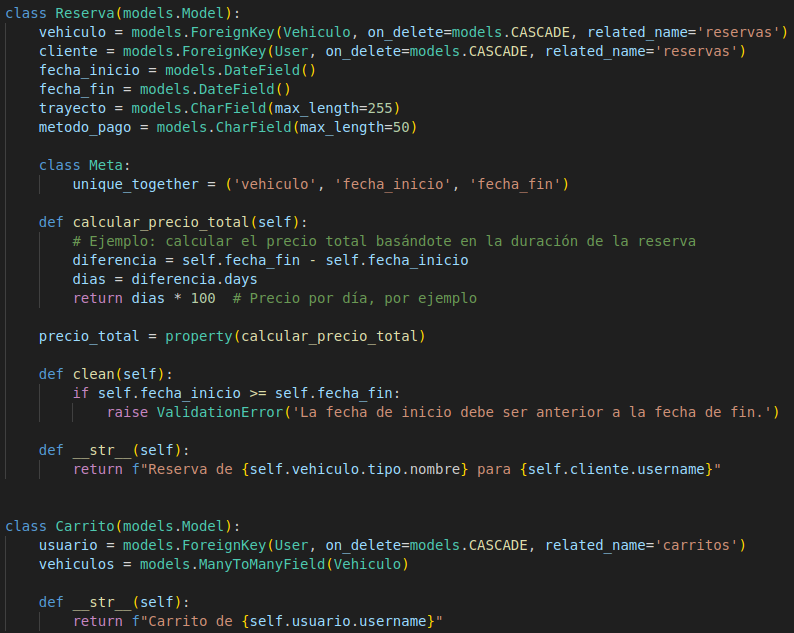 class Reserva(models.Model):
    vehiculo = models.ForeignKey(Vehiculo, on_delete=models.CASCADE, related_name='reservas')
    cliente = models.ForeignKey(User, on_delete=models.CASCADE, related_name='reservas')
    fecha_inicio = models.DateField()
    fecha_fin = models.DateField()
    trayecto = models.CharField(max_length=255)
    metodo_pago = models.CharField(max_length=50)

    class Meta:
        unique_together = ('vehiculo', 'fecha_inicio', 'fecha_fin')

    def calcular_precio_total(self):
        # Ejemplo: calcular el precio total basándote en la duración de la reserva
        diferencia = self.fecha_fin - self.fecha_inicio
        dias = diferencia.days
        return dias * 100  # Precio por día, por ejemplo

    precio_total = property(calcular_precio_total)

    def clean(self):
        if self.fecha_inicio >= self.fecha_fin:
            raise ValidationError('La fecha de inicio debe ser anterior a la fecha de fin.')

    def __str__(self):
        return f"Reserva de {self.vehiculo.tipo.nombre} para {self.cliente.username}"


class Carrito(models.Model):
    usuario = models.ForeignKey(User, on_delete=models.CASCADE, related_name='carritos')
    vehiculos = models.ManyToManyField(Vehiculo)

    def __str__(self):
        return f"Carrito de {self.usuario.username}"